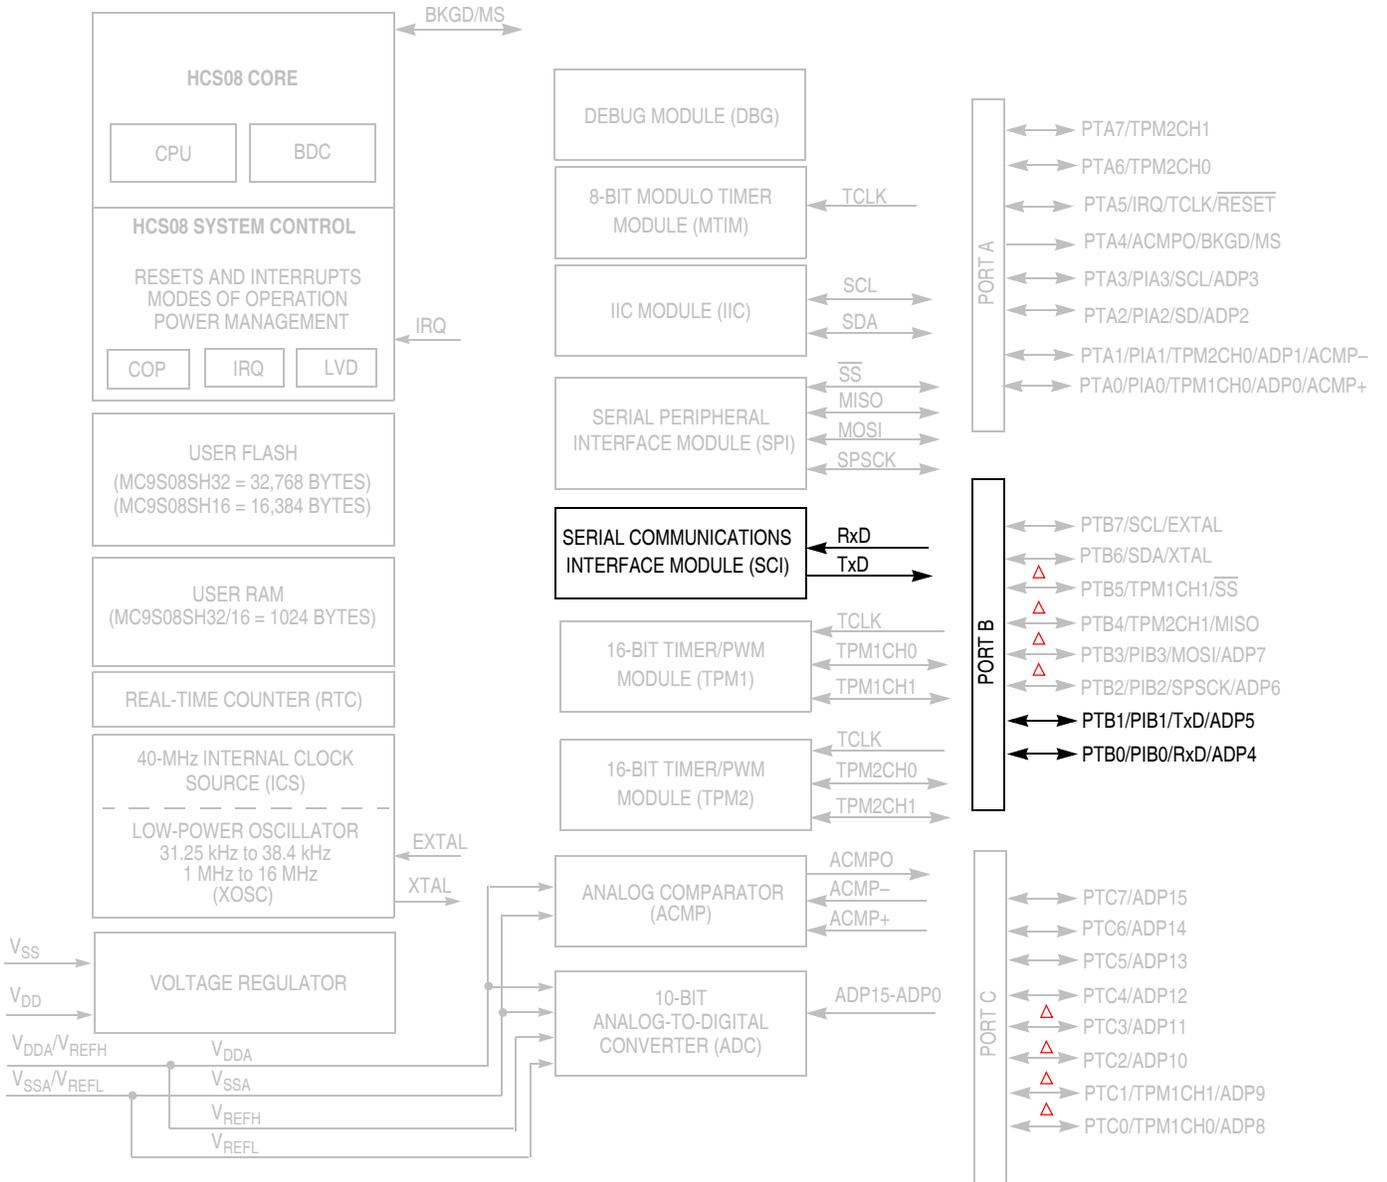 BKGD/MS
HCS08 CORE
CPU
BDC
HCS08 SYSTEM CONTROL
RESETS AND INTERRUPTS
MODES OF OPERATION
POWER MANAGEMENT
IRQ
COP
IRQ
LVD
USER FLASH
(MC9S08SH32 = 32,768 BYTES)
(MC9S08SH16 = 16,384 BYTES)
USER RAM
(MC9S08SH32/16 = 1024 BYTES)
REAL-TIME COUNTER (RTC)
40-MHz INTERNAL CLOCK
SOURCE (ICS)
LOW-POWER OSCILLATOR
31.25 kHz to 38.4 kHz
1 MHz to 16 MHz
(XOSC)
EXTAL
XTAL
VSS
VDD
VOLTAGE REGULATOR
VDDA/VREFH
VSSA/VREFL
VDDA
VSSA
VREFH
VREFL
DEBUG MODULE (DBG)
8-BIT MODULO TIMER
MODULE (MTIM)
TCLK
IIC MODULE (IIC)
SCL
SDA
SERIAL PERIPHERAL
INTERFACE MODULE (SPI)
SS
MISO
MOSI
SPSCK
SERIAL COMMUNICATIONS
INTERFACE MODULE (SCI)
RxD
TxD
16-BIT TIMER/PWM
MODULE (TPM1)
TCLK
TPM1CH0
TPM1CH1
16-BIT TIMER/PWM
MODULE (TPM2)
TCLK
TPM2CH0
TPM2CH1
ANALOG COMPARATOR
(ACMP)
ACMPO
ACMP–
ACMP+
10-BIT
ANALOG-TO-DIGITAL
CONVERTER (ADC)
ADP15-ADP0
PORT A
PTA7/TPM2CH1
PTA6/TPM2CH0
PTA5/IRQ/TCLK/RESET
PTA4/ACMPO/BKGD/MS
PTA3/PIA3/SCL/ADP3
PTA2/PIA2/SD/ADP2
PTA1/PIA1/TPM2CH0/ADP1/ACMP–
PTA0/PIA0/TPM1CH0/ADP0/ACMP+
PORT B
PTB7/SCL/EXTAL
PTB6/SDA/XTAL
PTB5/TPM1CH1/SS
PTB4/TPM2CH1/MISO
PTB3/PIB3/MOSI/ADP7
PTB2/PIB2/SPSCK/ADP6
PTB1/PIB1/TxD/ADP5
PTB0/PIB0/RxD/ADP4
PORT C
PTC7/ADP15
PTC6/ADP14
PTC5/ADP13
PTC4/ADP12
PTC3/ADP11
PTC2/ADP10
PTC1/TPM1CH1/ADP9
PTC0/TPM1CH0/ADP8